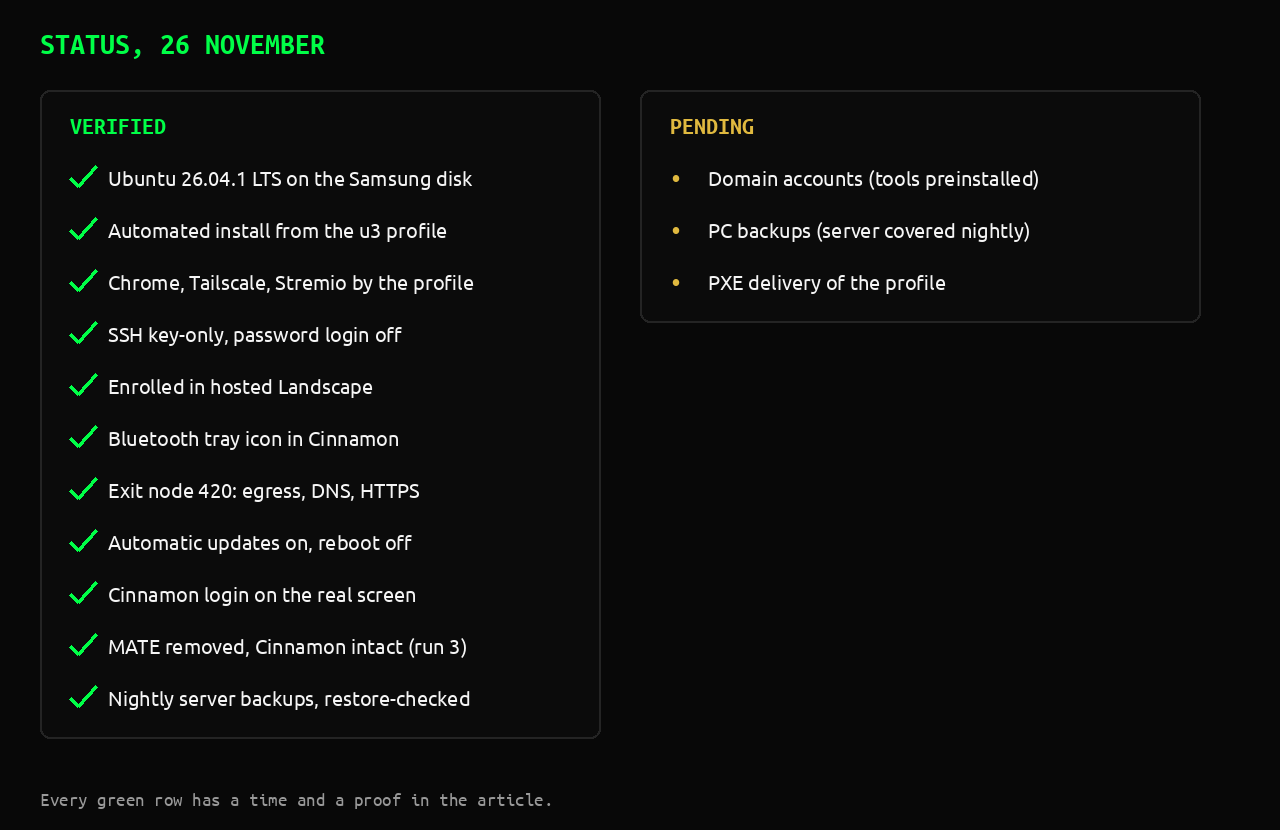 STATUS, 26 NOVEMBER
VERIFIED
Ubuntu 26.04.1 LTS on the Samsung disk
Automated install from the u3 profile
Chrome, Tailscale, Stremio by the profile
SSH key-only, password login off
Enrolled in hosted Landscape
Bluetooth tray icon in Cinnamon
Exit node 420: egress, DNS, HTTPS
Automatic updates on, reboot off
Cinnamon login on the real screen
MATE removed, Cinnamon intact (run 3)
Nightly server backups, restore-checked
PENDING
• Domain accounts (tools preinstalled)
• PC backups (server covered nightly)
• PXE delivery of the profile
Every green row has a time and a proof in the article.